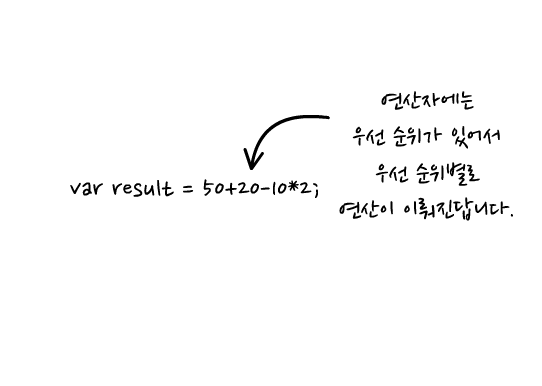 연산자에는
우선 순위가 있어서
우선 순위별로
연산이 이뤄진답니다.
var result = 50+20-10*2;